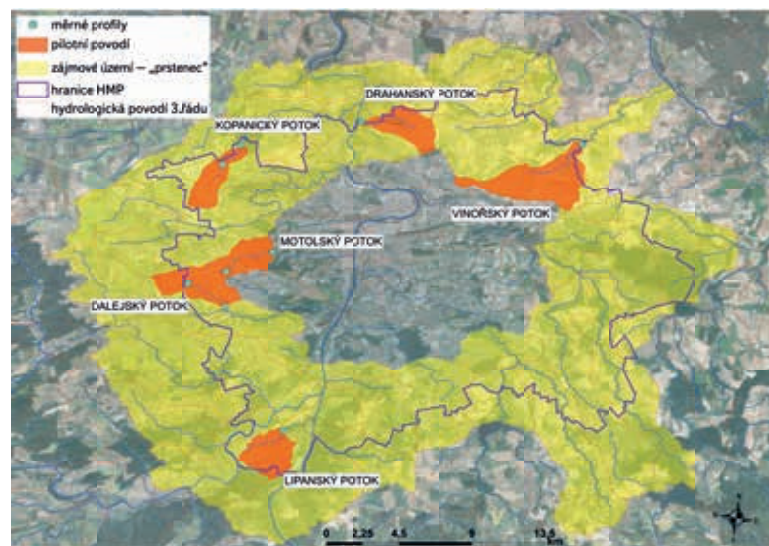 měrné profily
pilotní povodí
zájmové území – „prstenec“
hranice HMP
hydrologická povodí 3.řádu
DRAHANSKÝ POTOK
KOPANICKÝ POTOK
VINOŘSKÝ POTOK
MOTOLSKÝ POTOK
DALEJSKÝ POTOK
LIPANSKÝ POTOK
0 2,25 4,5 9 13,5
km